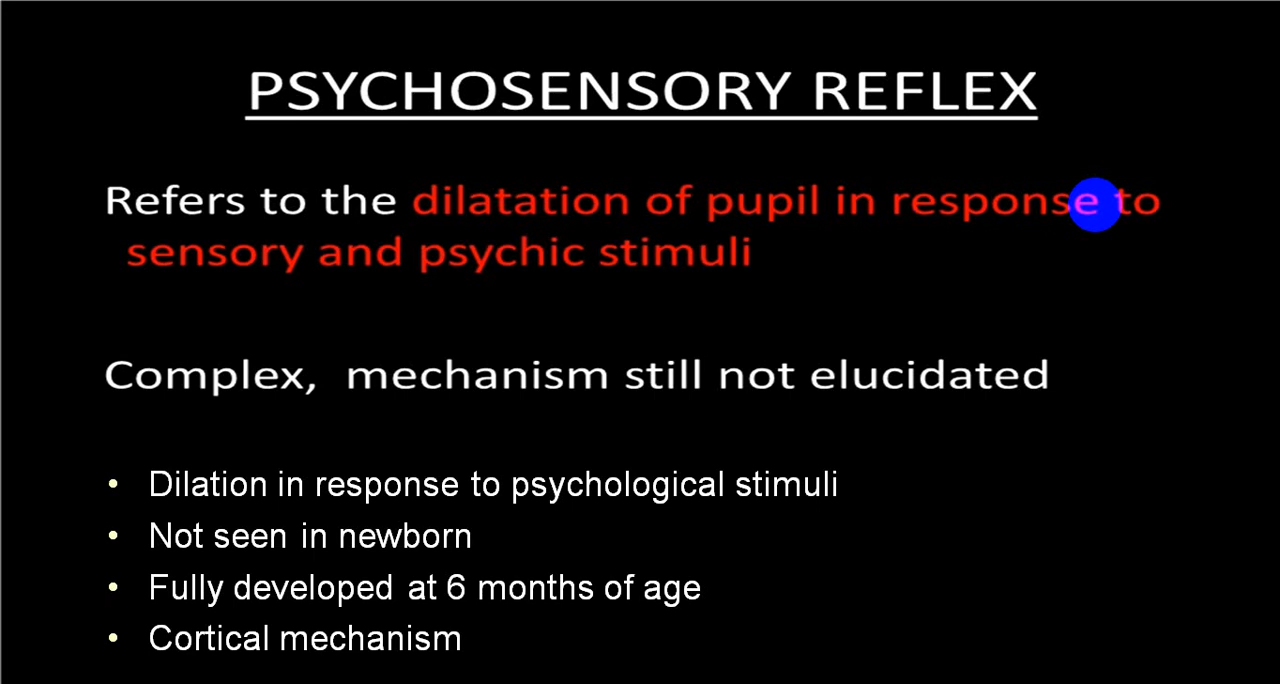 PSYCHOSENSORY REFLEX
Refers to the dilatation of pupil in response to
sensory and psychic stimuli
Complex, mechanism still not elucidated
• Dilation in response to psychological stimuli
• Not seen in newborn
• Fully developed at 6 months of age
• Cortical mechanism